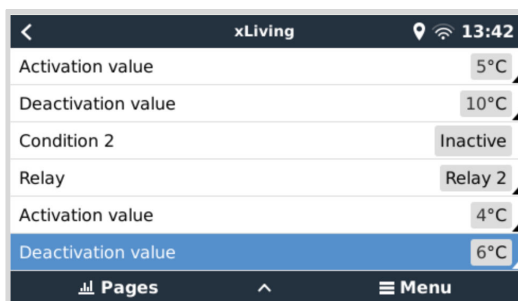 xLiving 13:42
Activation value 5°C
Deactivation value 10°C
Condition 2 Inactive
Relay Relay 2
Activation value 4°C
Deactivation value 6°C
Pages Menu